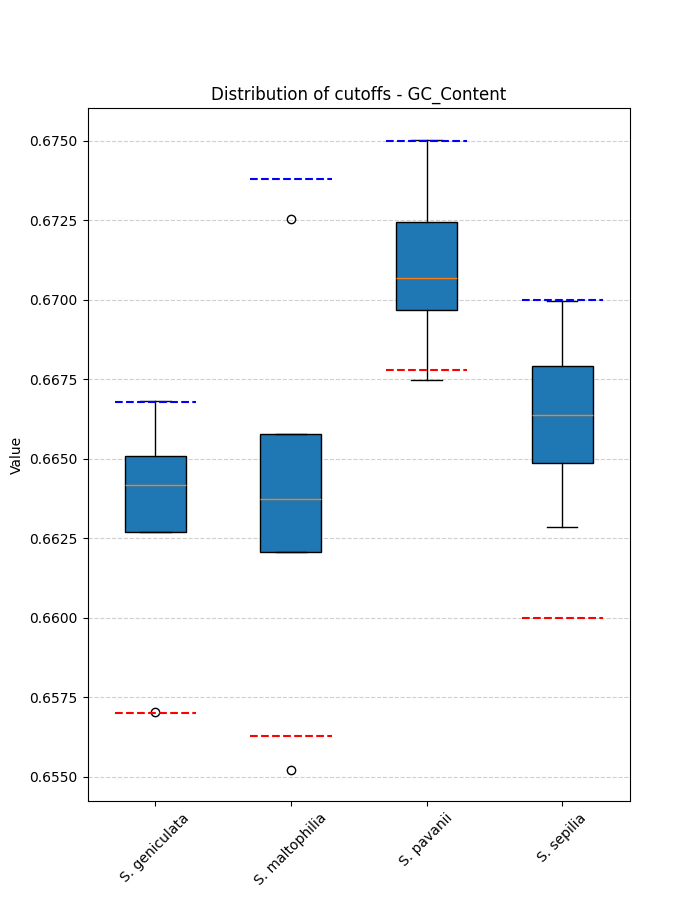 Distribution of cutoffs - GC_Content
Value
0.6750
0.6725
0.6700
0.6675
0.6650
0.6625
0.6600
0.6575
0.6550
S. geniculata
S. maltophilia
S. pavanii
S. sepilia